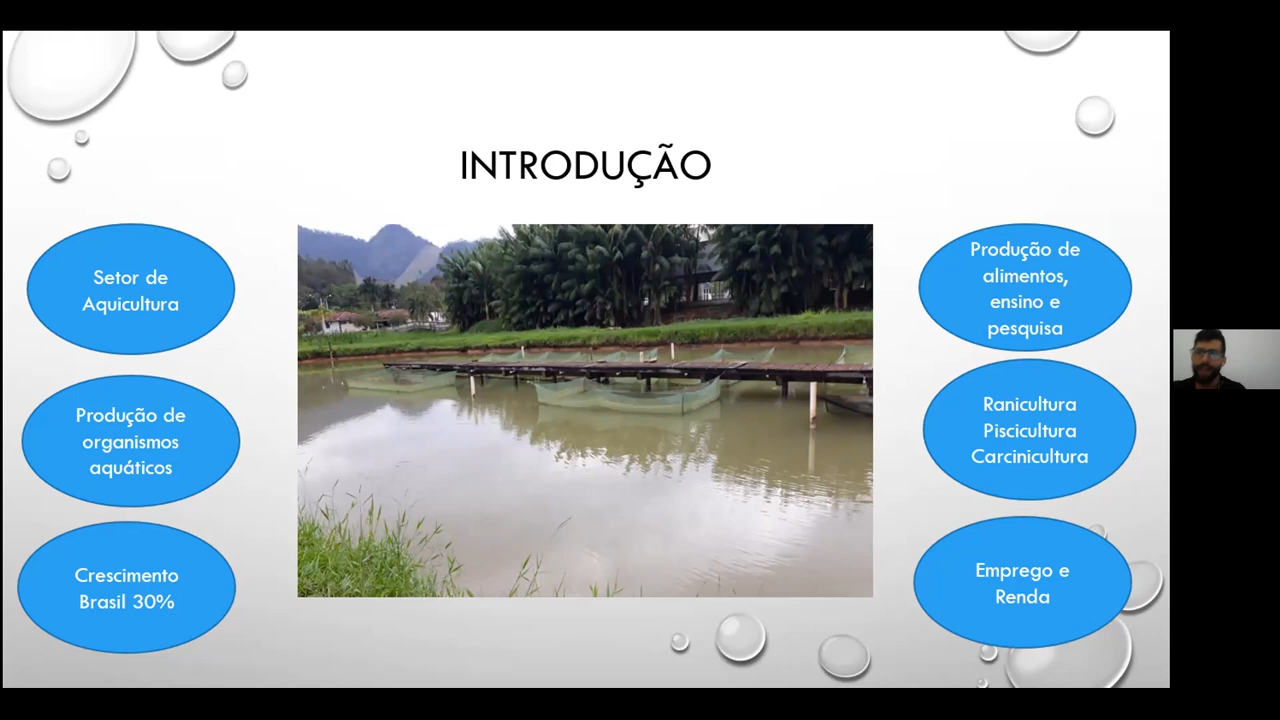 INTRODUÇÃO
Setor de
Aquicultura
Produção de
organismos
aquáticos
Crescimento
Brasil 30%
Produção de
alimentos,
ensino e
pesquisa
Ranicultura
Piscicultura
Carcinicultura
Emprego e
Renda